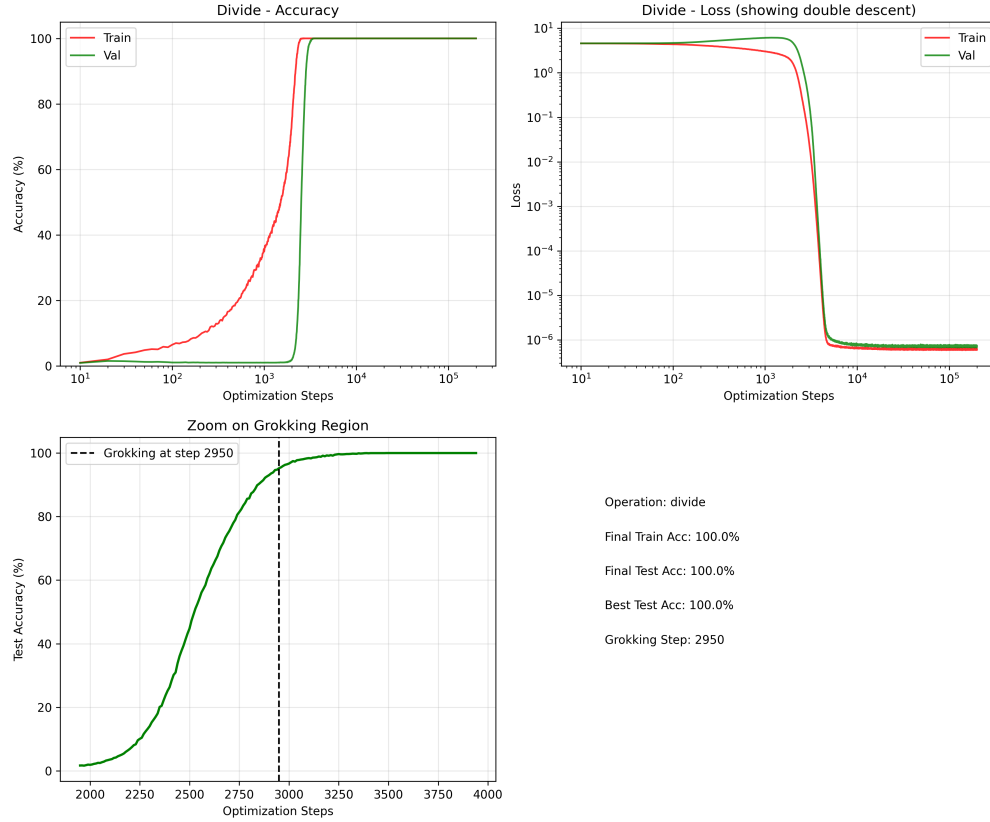 Divide - Accuracy
100
80
60
40
20
0
Accuracy (%)
Train
Val
10¹
10²
10³
10⁴
10⁵
Optimization Steps
Divide - Loss (showing double descent)
10¹
10⁰
10⁻¹
10⁻²
10⁻³
10⁻⁴
10⁻⁵
10⁻⁶
Loss
Train
Val
10¹
10²
10³
10⁴
10⁵
Optimization Steps
Zoom on Grokking Region
100
80
60
40
20
0
Test Accuracy (%)
Grokking at step 2950
2000
2250
2500
2750
3000
3250
3500
3750
4000
Optimization Steps
Operation: divide
Final Train Acc: 100.0%
Final Test Acc: 100.0%
Best Test Acc: 100.0%
Grokking Step: 2950